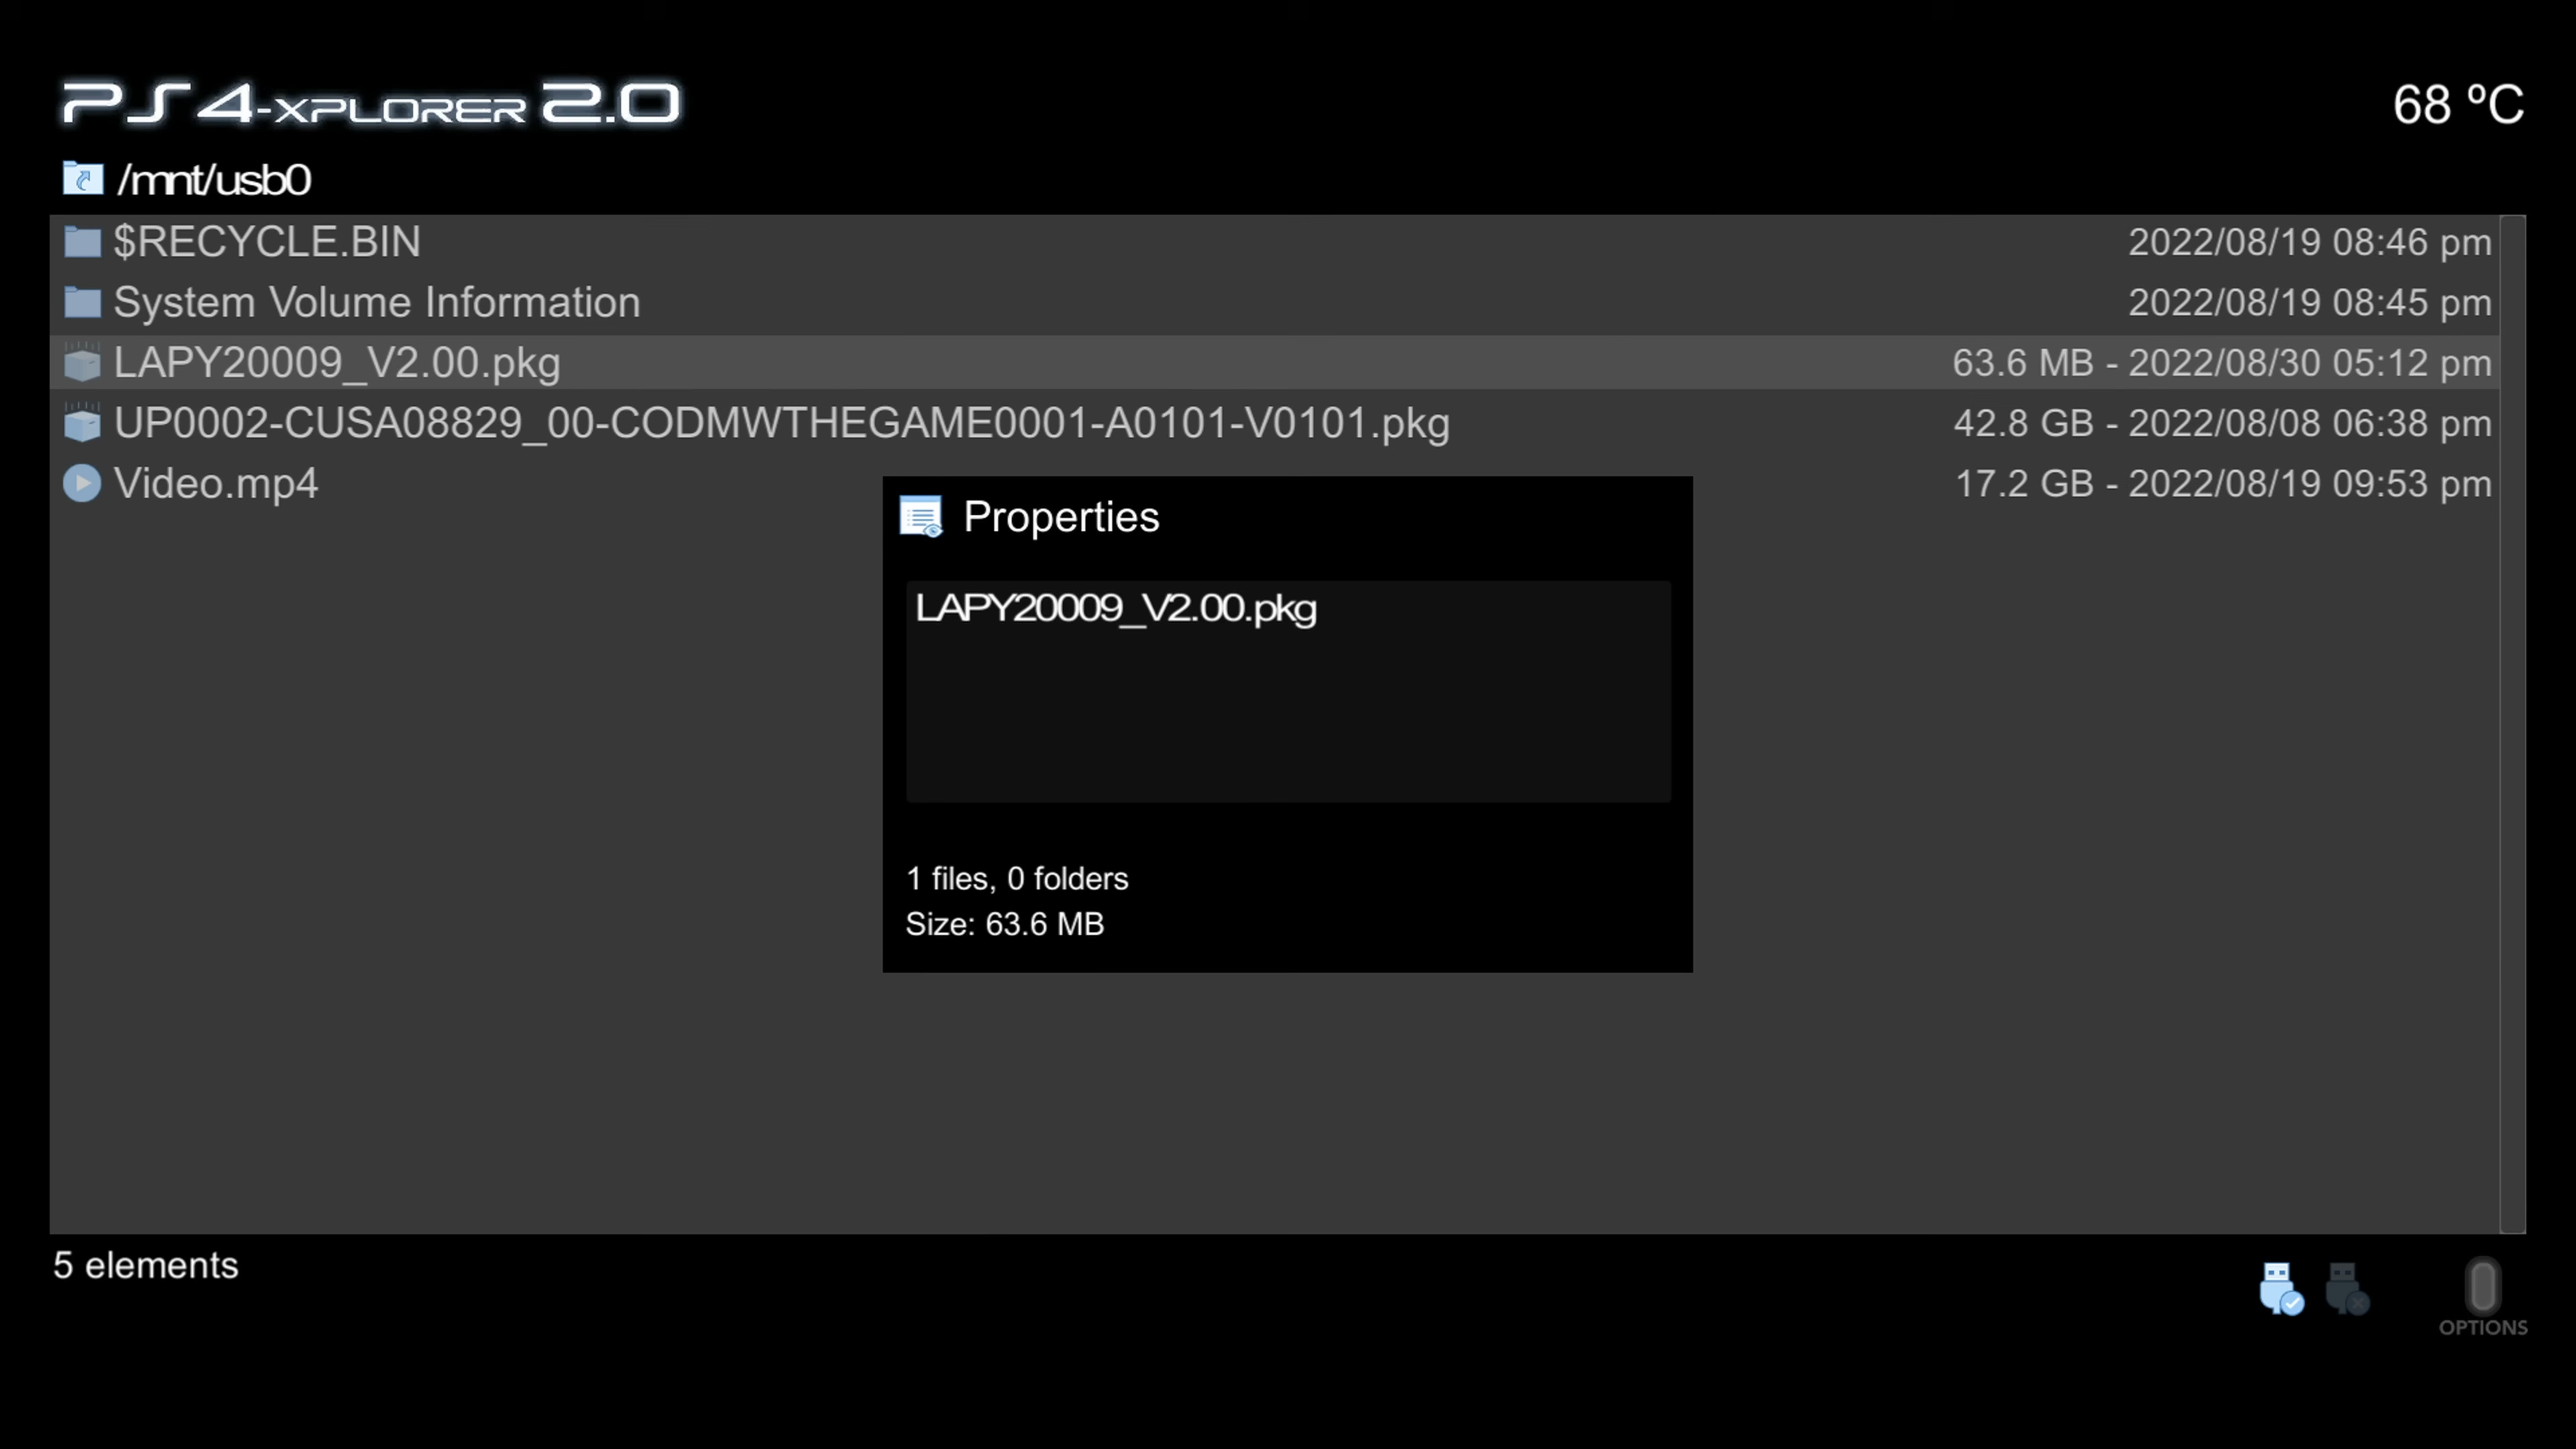 PS4-XPLORER 2.0
68 ºC
/mnt/usb0
$RECYCLE.BIN 2022/08/19 08:46 pm
System Volume Information 2022/08/19 08:45 pm
LAPY20009_V2.00.pkg 63.6 MB - 2022/08/30 05:12 pm
UP0002-CUSA08829_00-CODMWTHEGAME0001-A0101-V0101.pkg 42.8 GB - 2022/08/08 06:38 pm
Video.mp4 17.2 GB - 2022/08/19 09:53 pm
Properties
LAPY20009_V2.00.pkg
1 files, 0 folders
Size: 63.6 MB
5 elements
OPTIONS